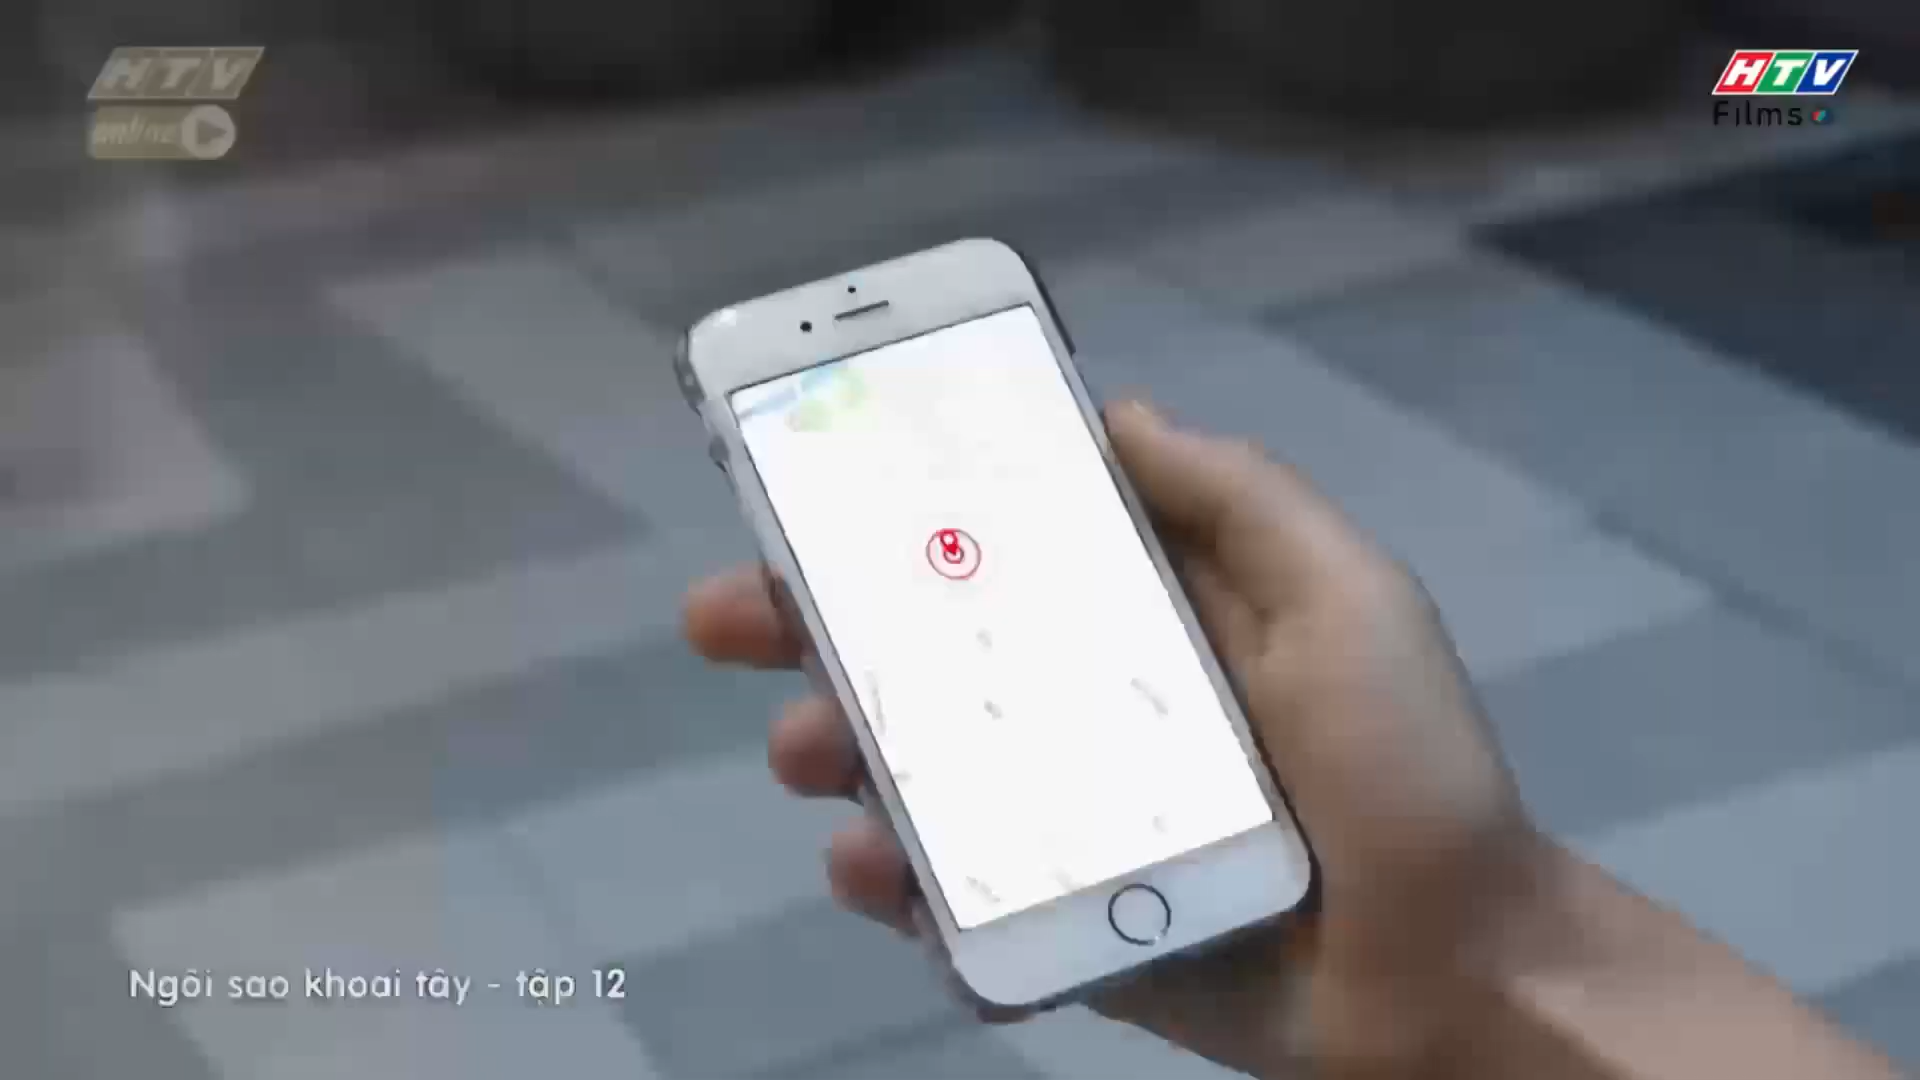 HTV
online
HTV
Films
Ngôi sao khoai tây - tập 12